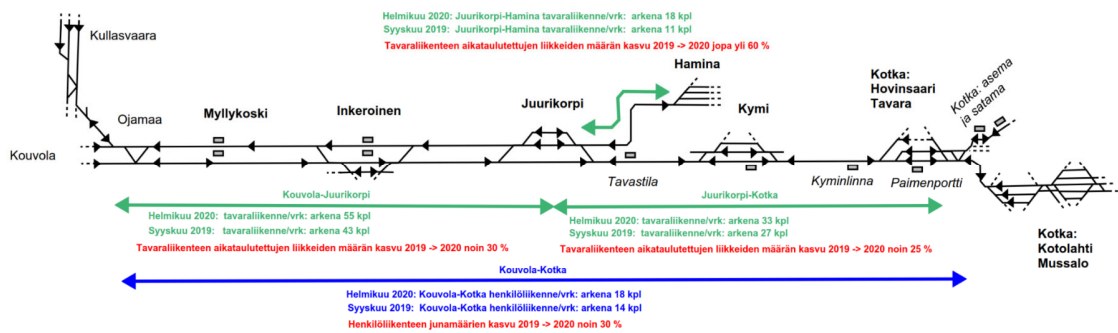 Helmikuu 2020: Juurikorpi-Hamina tavaraliikenne/vrk: arkena 18 kpl
Syyskuu 2019: Juurikorpi-Hamina tavaraliikenne/vrk: arkena 11 kpl
Tavaraliikenteen aikataulutettujen liikkeiden määrän kasvu 2019 -> 2020 jopa yli 60 %
Kullasvaara
Hamina
Kotka:
Hovinsaari
Tavara
Kotka: asema
ja satama
Ojamaa
Myllykoski
Inkeroinen
Juurikorpi
Kymi
Kouvola
Tavastila
Kyminlinna
Paimenportti
Kouvola-Juurikorpi
Helmikuu 2020: tavaraliikenne/vrk: arkena 55 kpl
Syyskuu 2019: tavaraliikenne/vrk: arkena 43 kpl
Tavaraliikenteen aikataulutettujen liikkeiden määrän kasvu 2019 -> 2020 noin 30 %
Juurikorpi-Kotka
Helmikuu 2020: tavaraliikenne/vrk: arkena 33 kpl
Syyskuu 2019: tavaraliikenne/vrk: arkena 27 kpl
Tavaraliikenteen aikataulutettujen liikkeiden määrän kasvu 2019 -> 2020 noin 25 %
Kotka:
Kotolahti
Mussalo
Kouvola-Kotka
Helmikuu 2020: Kouvola-Kotka henkilöliikenne/vrk: arkena 18 kpl
Syyskuu 2019: Kouvola-Kotka henkilöliikenne/vrk: arkena 14 kpl
Henkilöliikenteen junamäärien kasvu 2019 -> 2020 noin 30 %